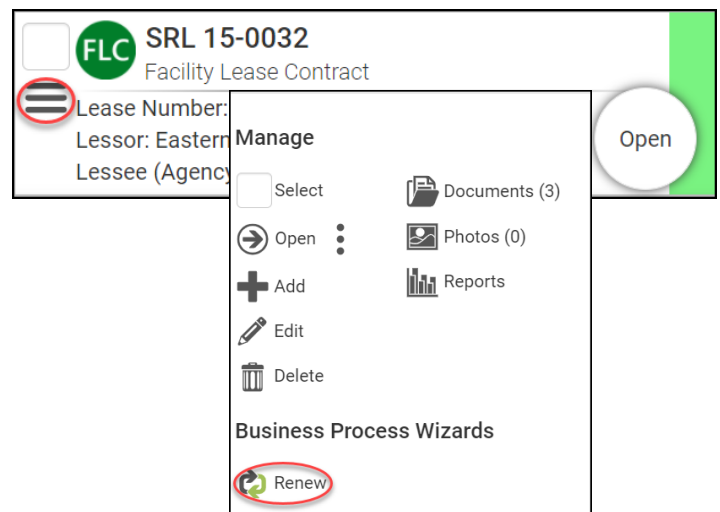 FLC
SRL 15-0032
Facility Lease Contract
Lease Number:
Lessor: Eastern
Lessee (Agency
Open
Manage
Select
Documents (3)
Open
Photos (0)
Add
Reports
Edit
Delete
Business Process Wizards
Renew